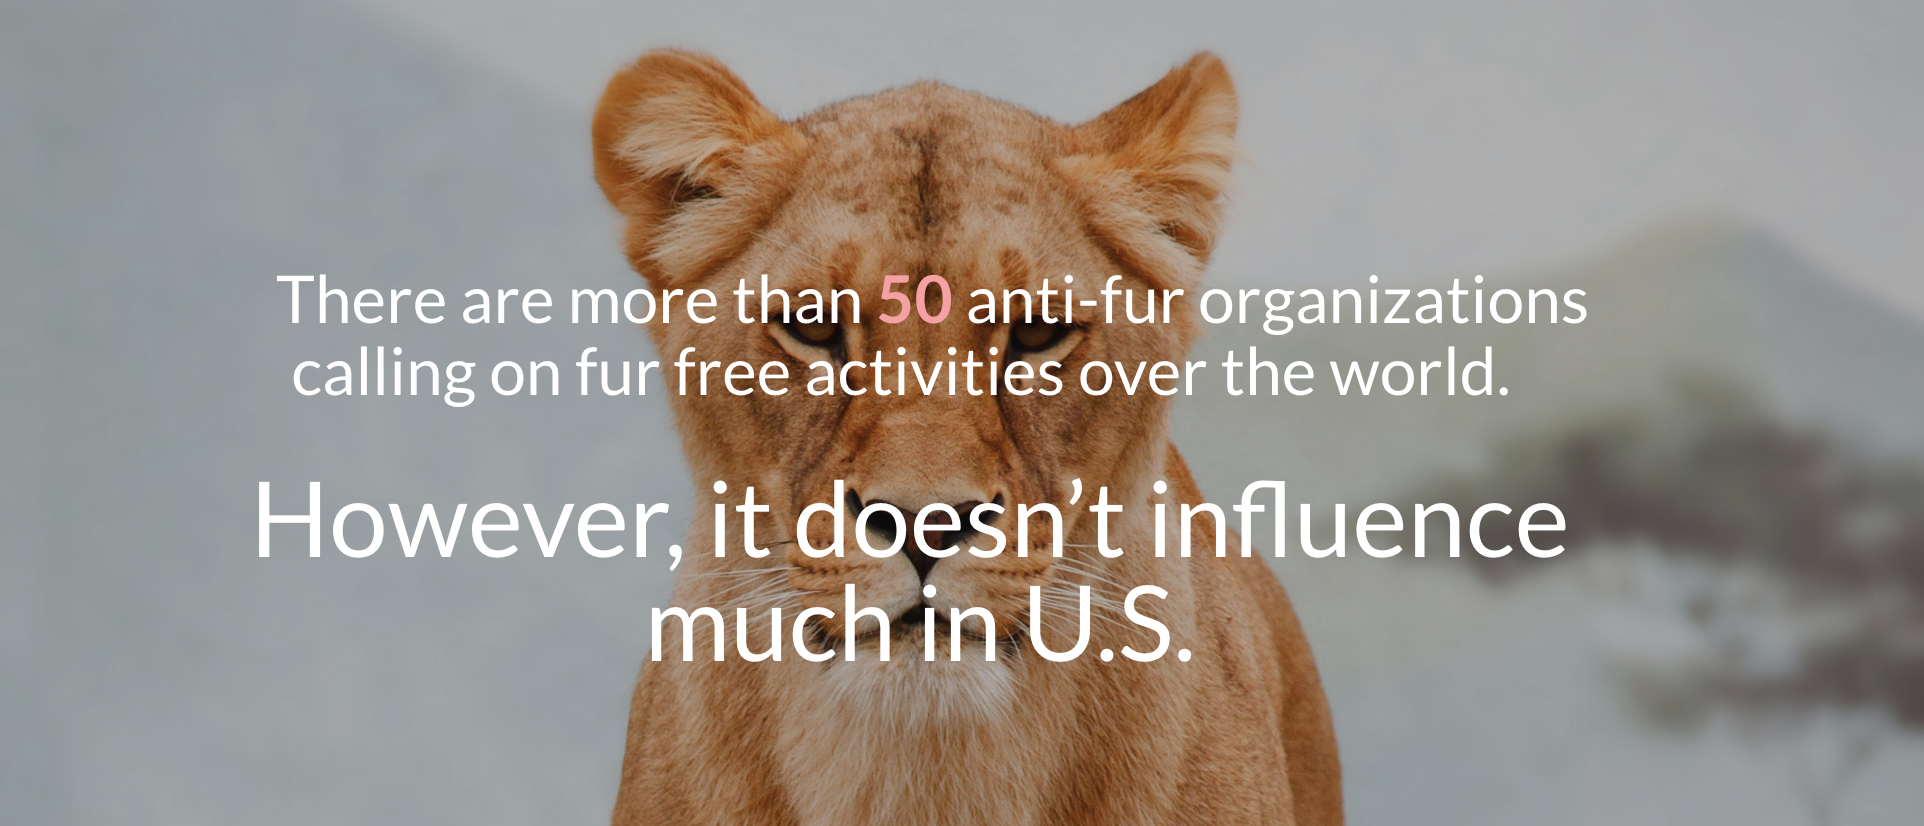 There are more than 50 anti-fur organizations
calling on fur free activities over the world.
However, it doesn’t influence
much in U.S.